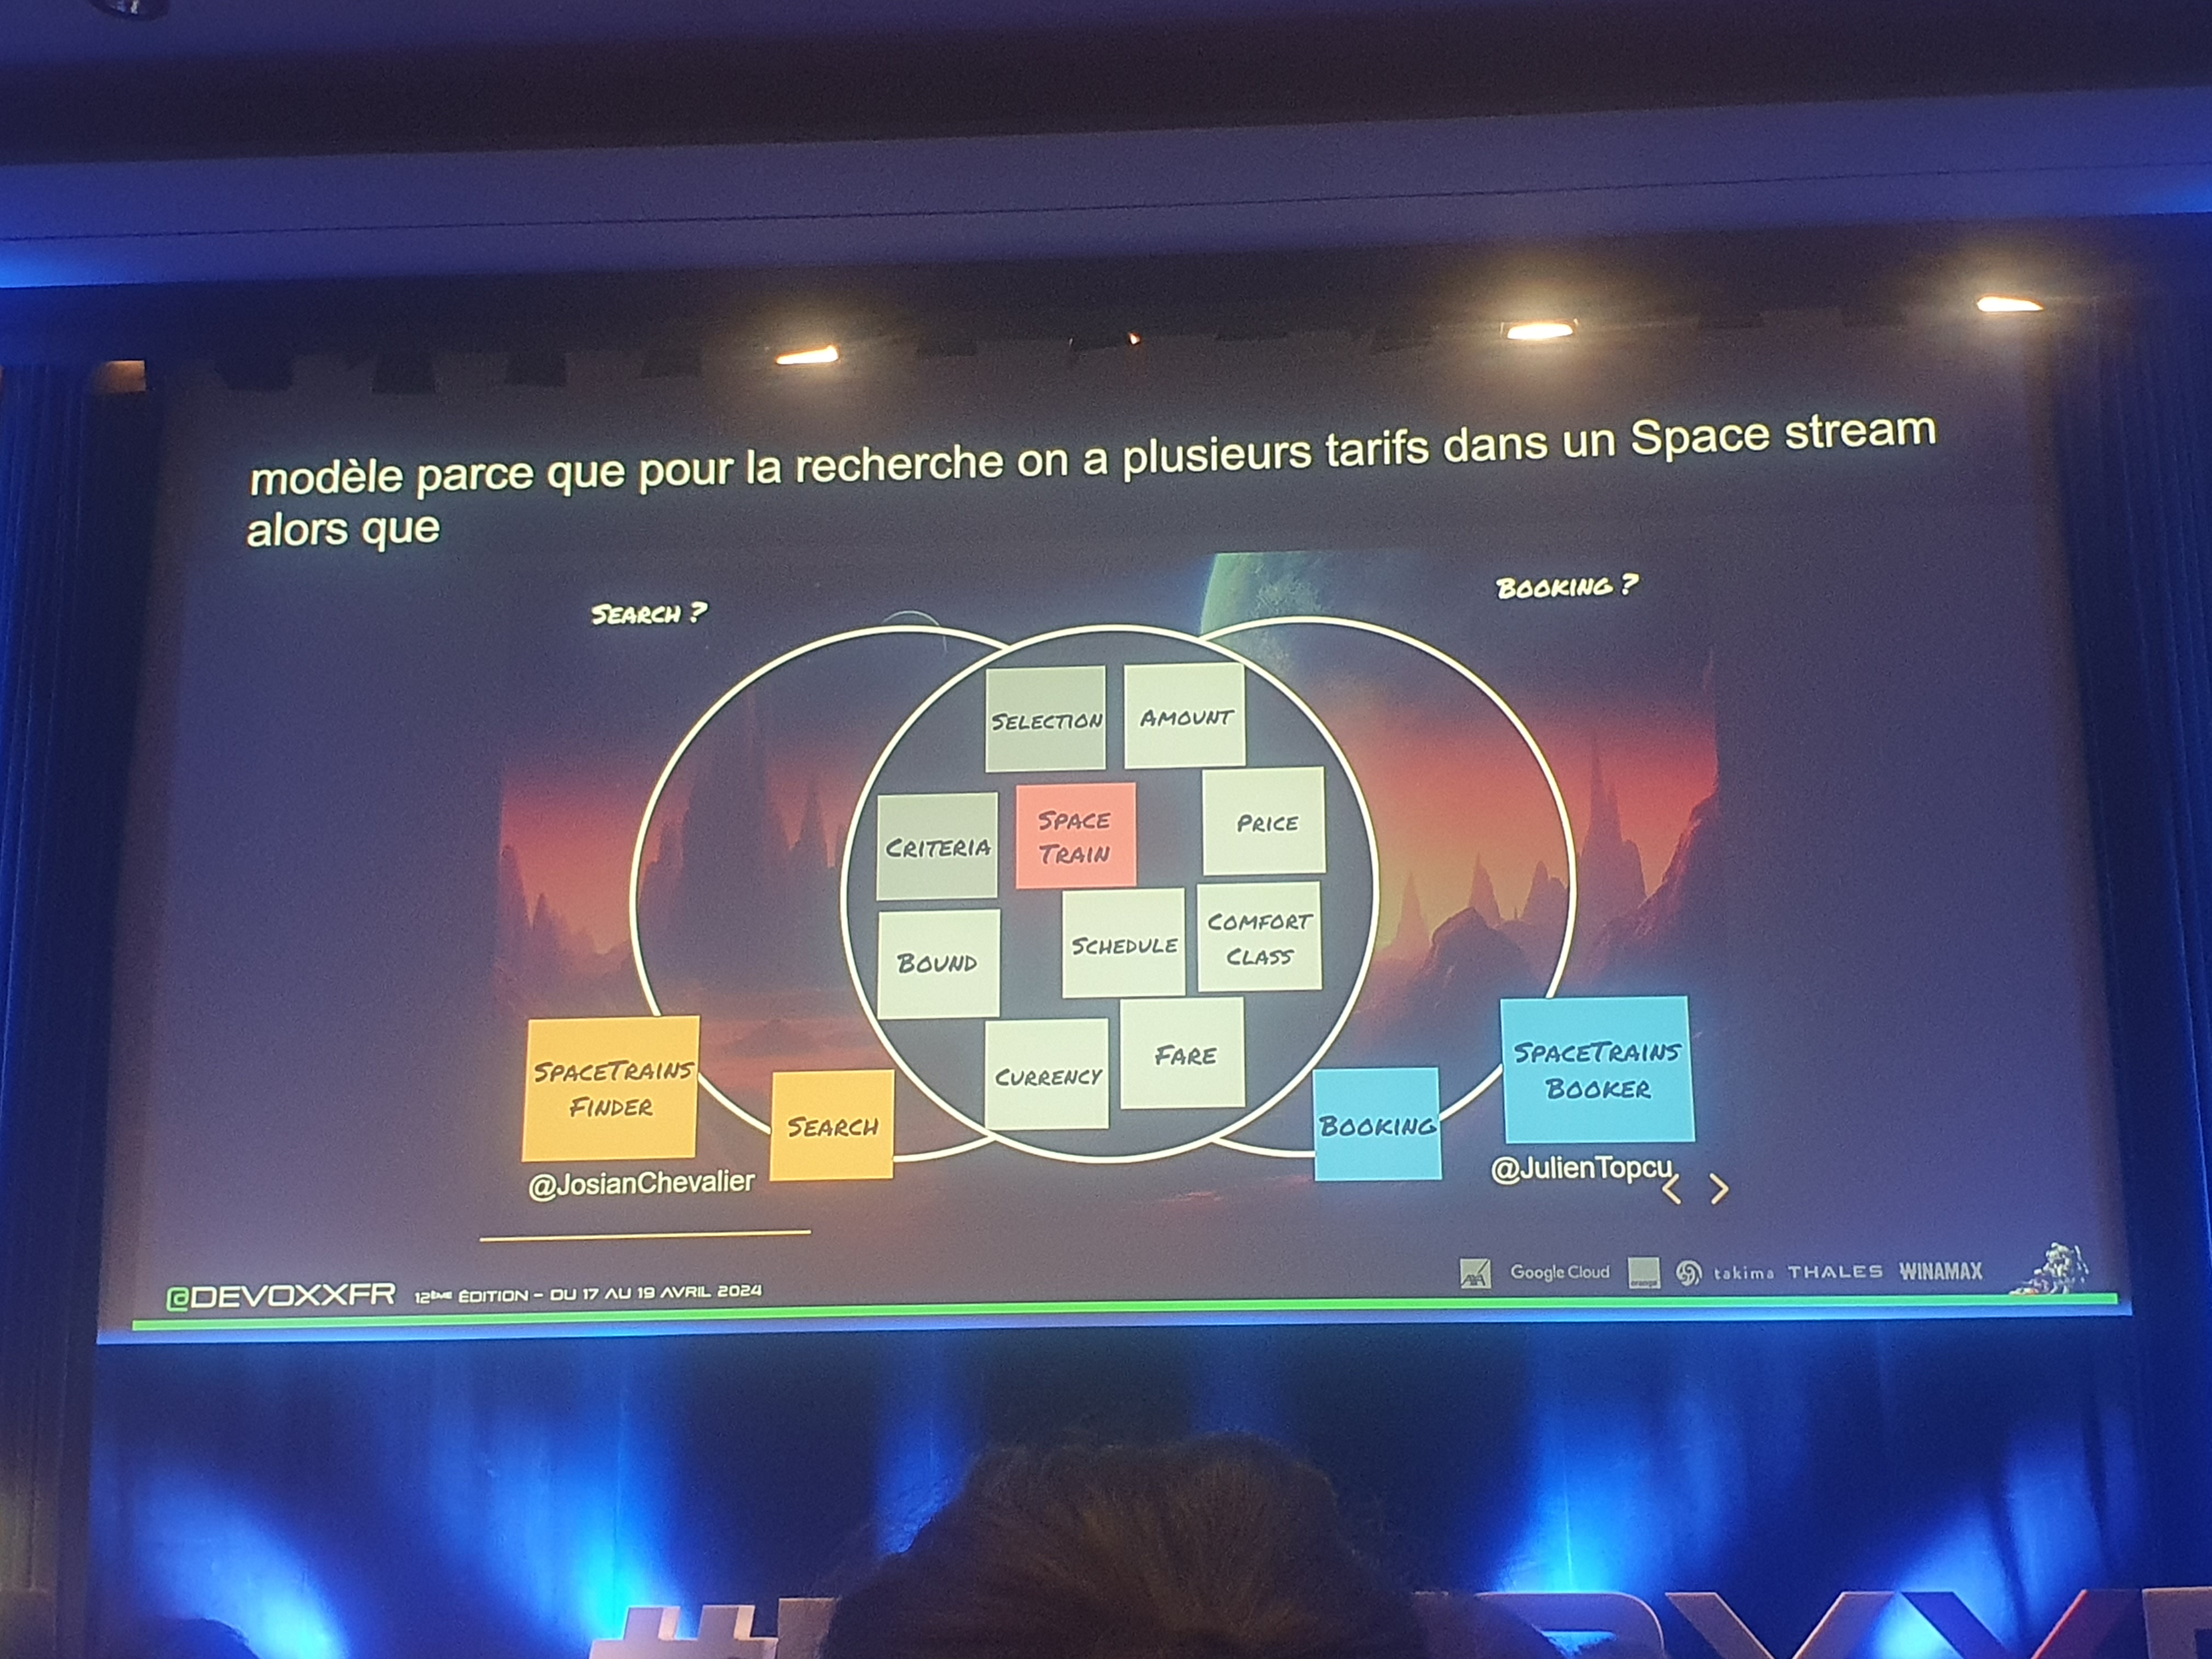 modèle parce que pour la recherche on a plusieurs tarifs dans un Space stream
alors que
SEARCH ?
BOOKING ?
SELECTION
AMOUNT
CRITERIA
SPACE
TRAIN
PRICE
BOUND
SCHEDULE
COMFORT
CLASS
CURRENCY
FARE
SPACETRAINS
FINDER
SEARCH
BOOKING
SPACETRAINS
BOOKER
@JosianChevalier
@JulienTopcu
< >
@DEVOXXFR 12ÈME ÉDITION - DU 17 AU 19 AVRIL 2024
AXA Google Cloud orange takima THALES WINAMAX